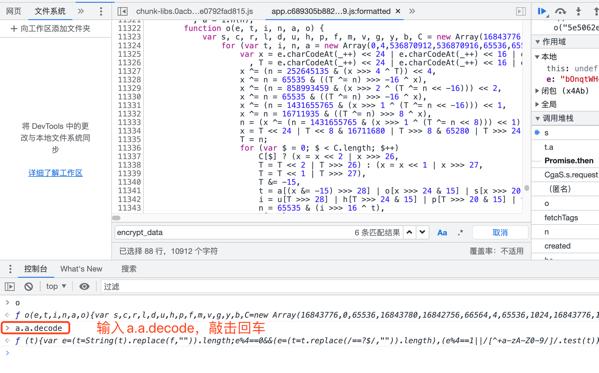 网页
文件系统
»
⋮
+ 向工作区添加文件夹
将 DevTools 中的更
改与本地文件系统同
步
详细了解工作区
chunk-libs.0acb…e0792fad815.js
app.c689305b882…9.js:formatted ×
»
11322 function o(e, t, i, n, a, o) {
11323 var s, c, r, l, d, u, h, p, f, m, v, g, y, b, C = new Array(16843776
11324 for (var t, i, n, a = new Array(0,4,536870912,536870916,65536,655
11325 var x = e.charCodeAt(_++) << 24 | e.charCodeAt(_++) << 16 |
11326 , T = e.charCodeAt(_++) << 24 | e.charCodeAt(_++) << 16 |
11327 x ^= (n = 252645135 & (x >>> 4 ^ T)) << 4,
11328 x ^= n = 65535 & ((T ^= n) >>> -16 ^ x),
11329 x ^= (n = 858993459 & (x >>> 2 ^ (T ^= n << -16))) << 2,
11330 x ^= n = 65535 & ((T ^= n) >>> -16 ^ x),
11331 x ^= (n = 1431655765 & (x >>> 1 ^ (T ^= n << -16))) << 1,
11332 x ^= n = 16711935 & ((T ^= n) >>> 8 ^ x),
11333 n = (x ^= (n = 1431655765 & (x >>> 1 ^ (T ^= n << 8))) << 1)
11334 x = T << 24 | T << 8 & 16711680 | T >>> 8 & 65280 | T >>> 24
11335 T = n;
11336 for (var $ = 0; $ < C.length; $++)
11337 C[$] ? (x = x << 2 | x >>> 26,
11338 T = T << 2 | T >>> 26) : (x = x << 1 | x >>> 27,
11339 T = T << 1 | T >>> 27),
11340 T &= -15,
11341 t = a[(x &= -15) >>> 28] | o[x >>> 24 & 15] | s[x >>> 20
11342 i = u[T >>> 28] | h[T >>> 24 & 15] | p[T >>> 20 & 15] |
11343 n = 65535 & (i >>> 16 ^ t),
encrypt_data
6 条匹配结果
Aa
.*
取消
已选择 88 行，10912 个字符
覆盖率：不适用
o("5e5062e
▼作用域
▼本地
this: undef
e: "bOnqtWH
▶闭包 (x4Ab)
▶全局
▼调用堆栈
s
t.a
Promise.then
CgaS.s.request
（匿名）
o
fetchTags
n
created
控制台
What's New
搜索
top ▼
过滤
> o
ƒ o(e,t,i,n,a,o){var s,c,r,l,d,u,h,p,f,m,v,g,y,b,C=new Array(16843776,0,65536,16843780,16842756,66564,4,65536,1024,16843776,1
> a.a.decode
输入a.a.decode，敲击回车
ƒ (t){var e=(t=String(t).replace(f,"")).length;e%4==0&&(e=(t=t.replace(/==?$/,"")).length),(e%4==1||/[^+a-zA-Z0-9/]/.test(t))